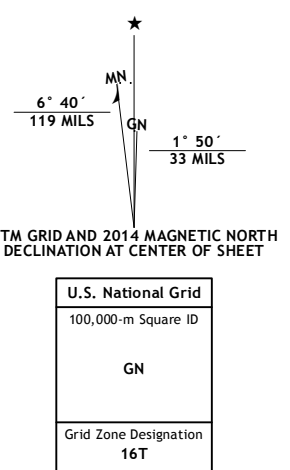 ★
MN
GN
6° 40´
119 MILS
1° 50´
33 MILS
TM GRID AND 2014 MAGNETIC NORTH
DECLINATION AT CENTER OF SHEET
U.S. National Grid
100,000-m Square ID
GN
Grid Zone Designation
16T